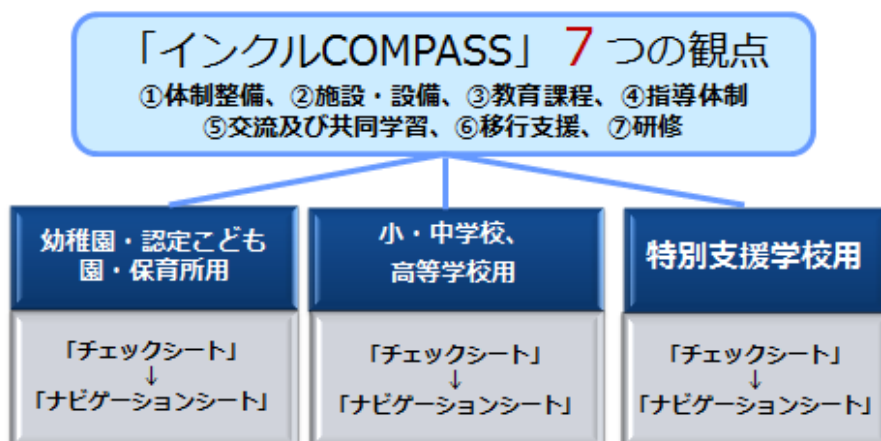 「インクルCOMPASS」 7 つの観点
①体制整備、②施設・設備、③教育課程、④指導体制
⑤交流及び共同学習、⑥移行支援、⑦研修
幼稚園・認定こども
園・保育所用
「チェックシート」
↓
「ナビゲーションシート」
小・中学校、
高等学校用
「チェックシート」
↓
「ナビゲーションシート」
特別支援学校用
「チェックシート」
↓
「ナビゲーションシート」